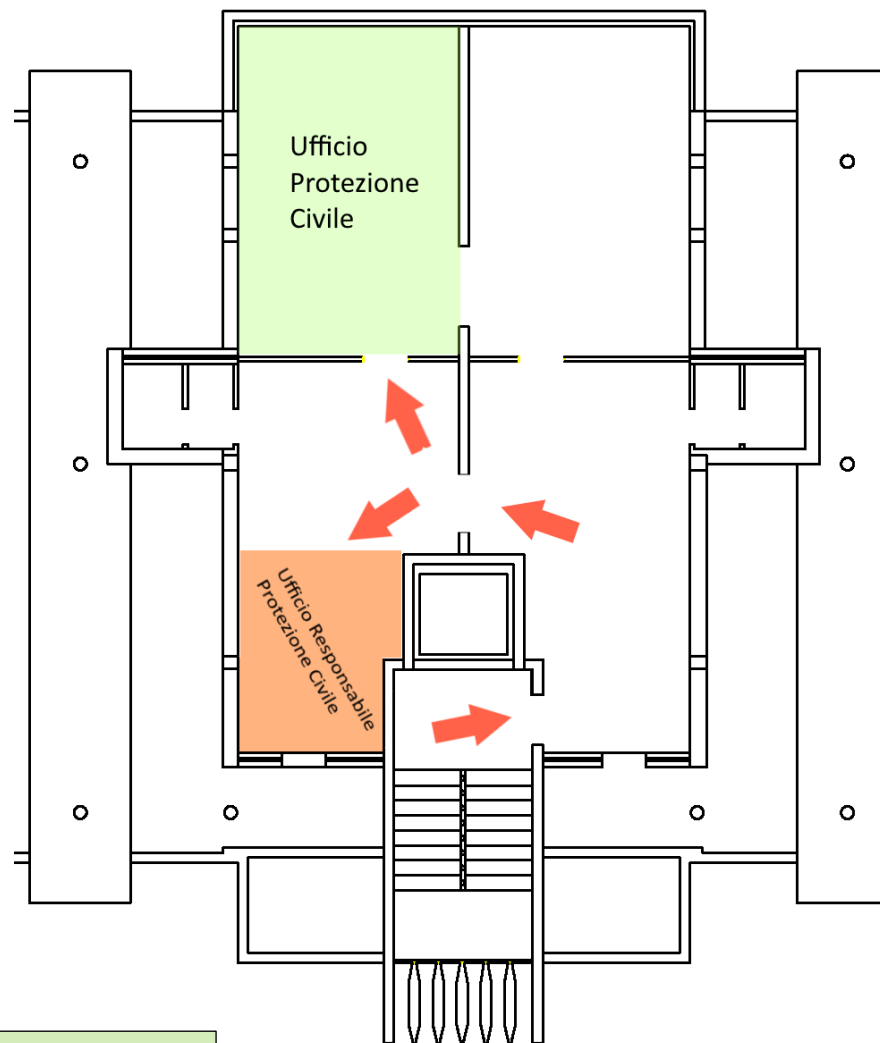 Ufficio
Protezione
Civile
Ufficio Responsabile
Protezione Civile